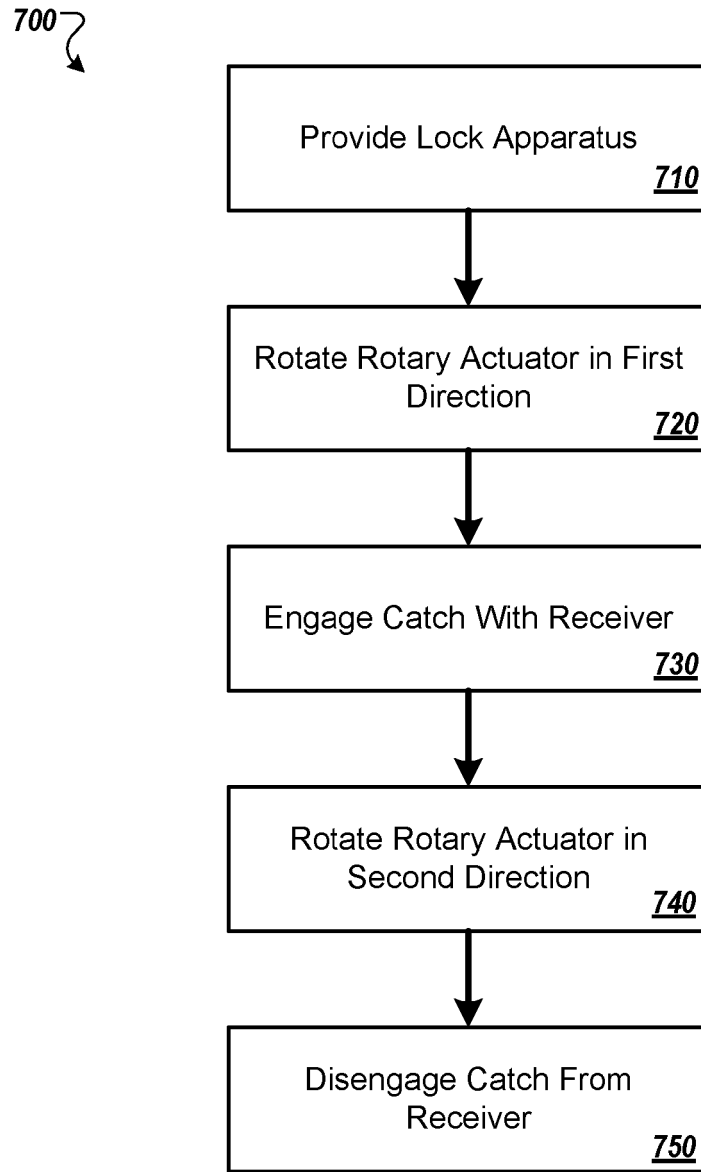 700
Provide Lock Apparatus
710
Rotate Rotary Actuator in First
Direction
720
Engage Catch With Receiver
730
Rotate Rotary Actuator in
Second Direction
740
Disengage Catch From
Receiver
750